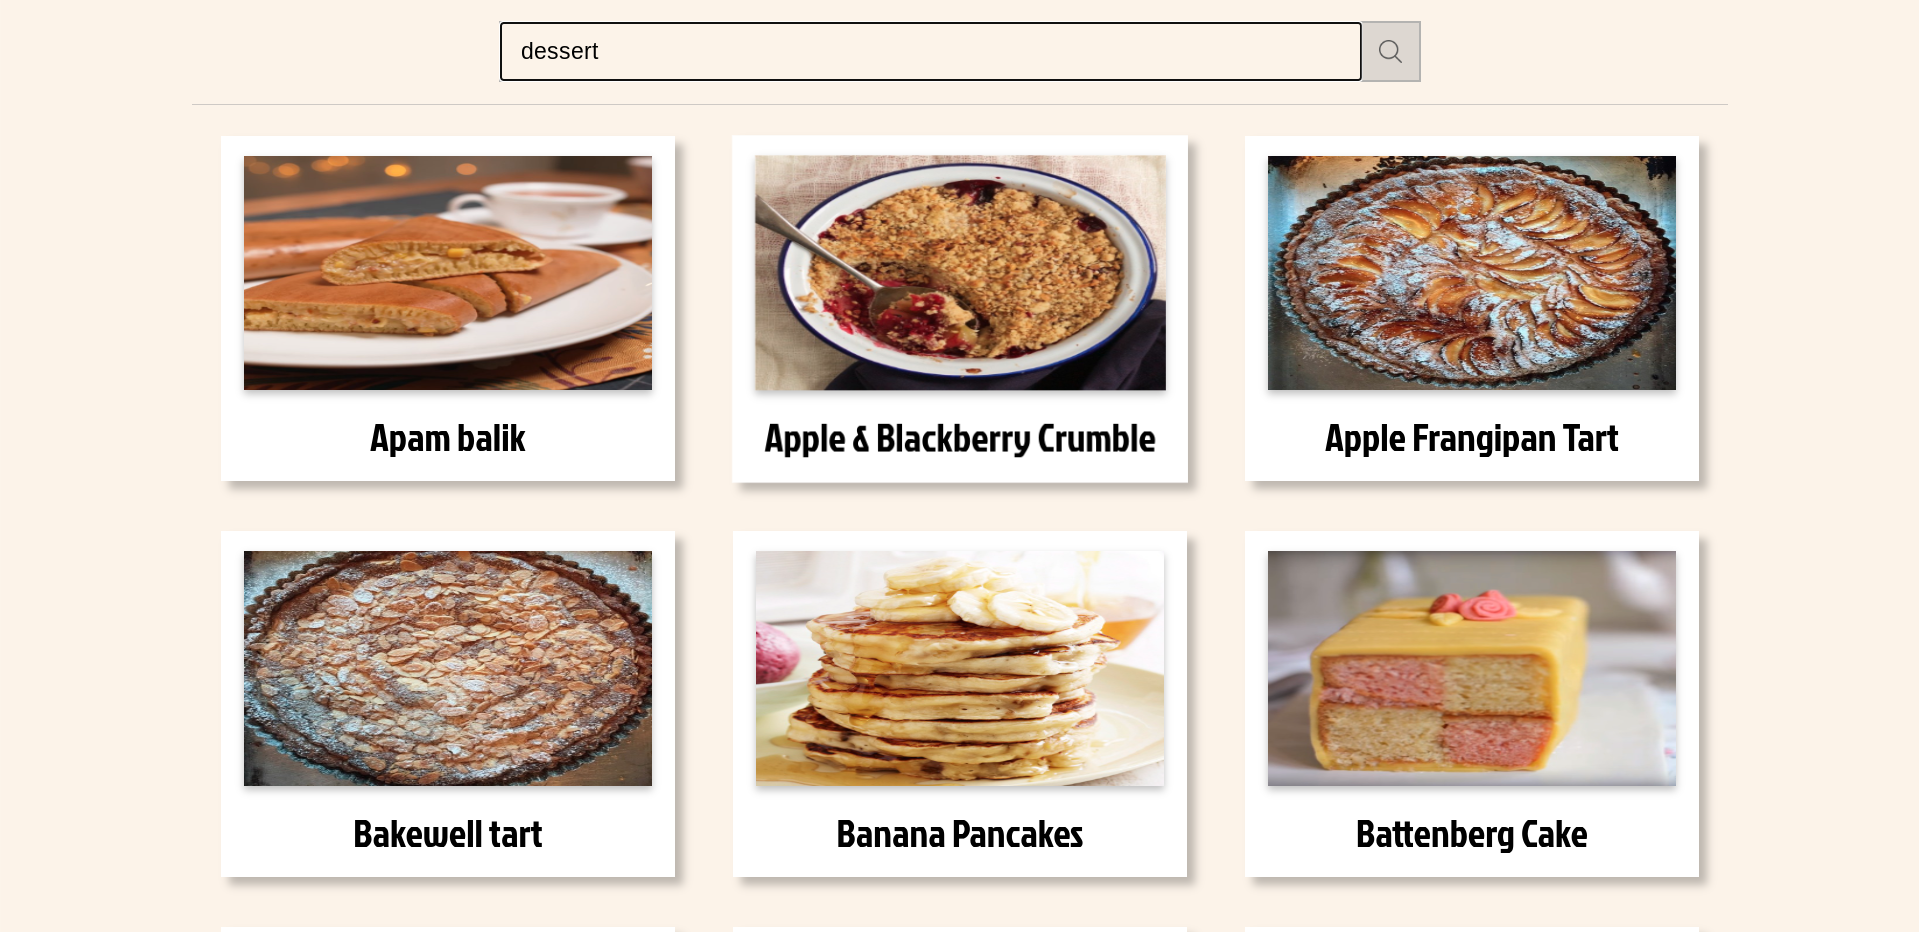 dessert
Apam balik
Apple & Blackberry Crumble
Apple Frangipan Tart
Bakewell tart
Banana Pancakes
Battenberg Cake